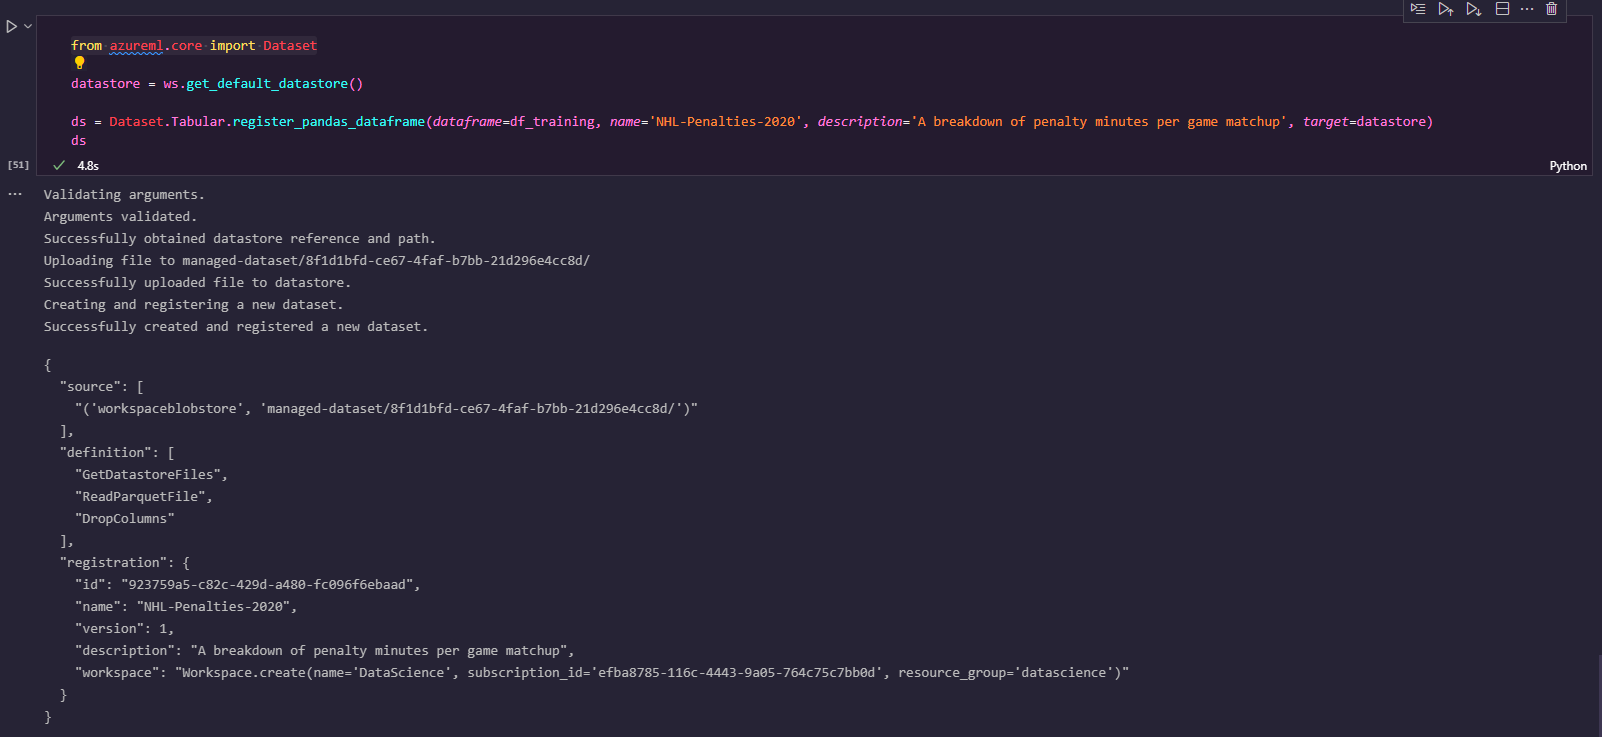 from azureml.core import Dataset
datastore = ws.get_default_datastore()
ds = Dataset.Tabular.register_pandas_dataframe(dataframe=df_training, name='NHL-Penalties-2020', description='A breakdown of penalty minutes per game matchup', target=datastore)
ds
[51]
4.8s
Python
Validating arguments.
Arguments validated.
Successfully obtained datastore reference and path.
Uploading file to managed-dataset/8f1d1bfd-ce67-4faf-b7bb-21d296e4cc8d/
Successfully uploaded file to datastore.
Creating and registering a new dataset.
Successfully created and registered a new dataset.
{
"source": [
"('workspaceblobstore', 'managed-dataset/8f1d1bfd-ce67-4faf-b7bb-21d296e4cc8d/')"
],
"definition": [
"GetDatastoreFiles",
"ReadParquetFile",
"DropColumns"
],
"registration": {
"id": "923759a5-c82c-429d-a480-fc096f6ebaad",
"name": "NHL-Penalties-2020",
"version": 1,
"description": "A breakdown of penalty minutes per game matchup",
"workspace": "Workspace.create(name='DataScience', subscription_id='efba8785-116c-4443-9a05-764c75c7bb0d', resource_group='datascience')"
}
}